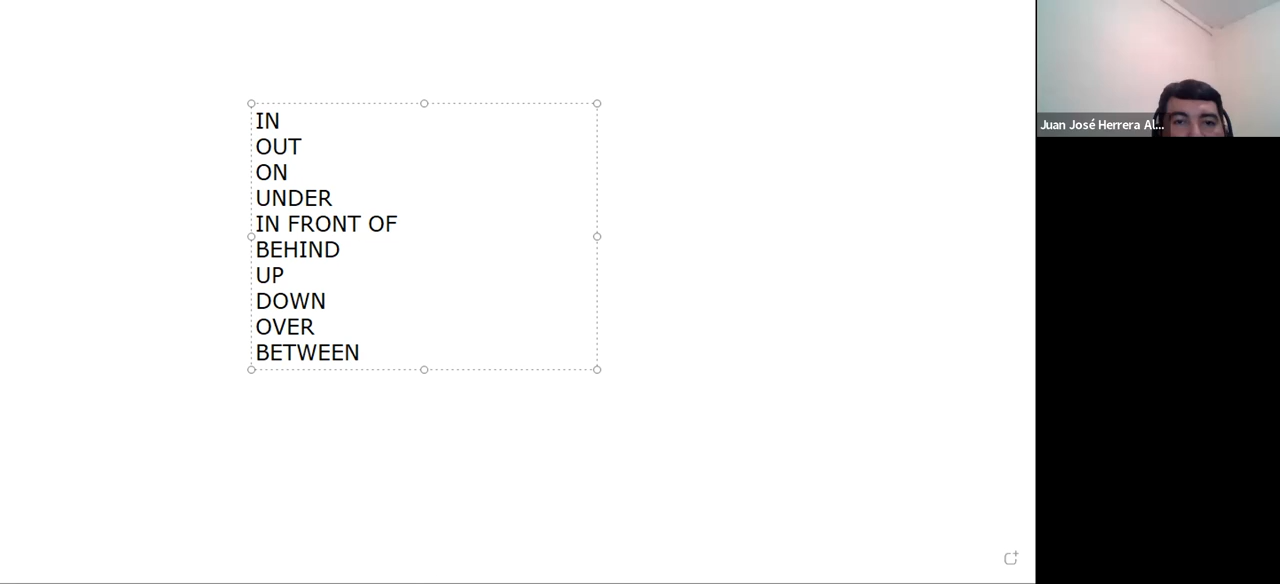 IN
OUT
ON
UNDER
IN FRONT OF
BEHIND
UP
DOWN
OVER
BETWEEN
Juan José Herrera Al...